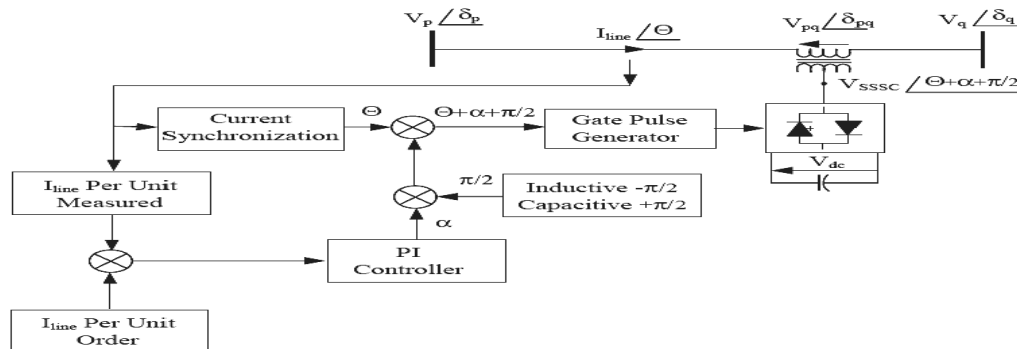 V_p ∠δ_p
I_line ∠Θ
V_pq ∠δ_pq
V_q ∠δ_q
V_SSSC ∠Θ+α+π/2
Current
Synchronization
Θ
Θ+α+π/2
Gate Pulse
Generator
V_dc
I_line Per Unit
Measured
π/2
Inductive -π/2
Capacitive +π/2
α
PI
Controller
I_line Per Unit
Order